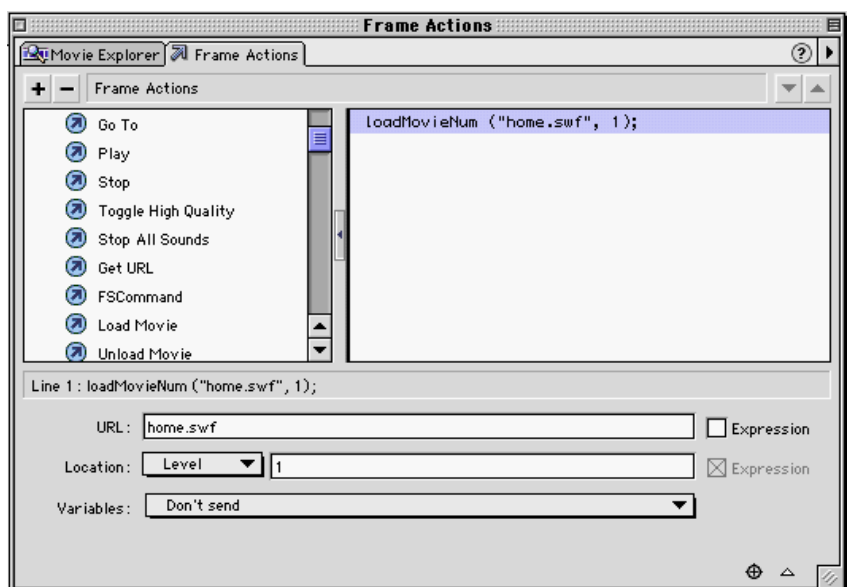 Frame Actions
Movie Explorer Frame Actions ?
+ − Frame Actions
Go To
Play
Stop
Toggle High Quality
Stop All Sounds
Get URL
FSCommand
Load Movie
Unload Movie
loadMovieNum ("home.swf", 1);
Line 1 : loadMovieNum ("home.swf", 1);
URL: home.swf Expression
Location: Level 1 Expression
Variables: Don't send